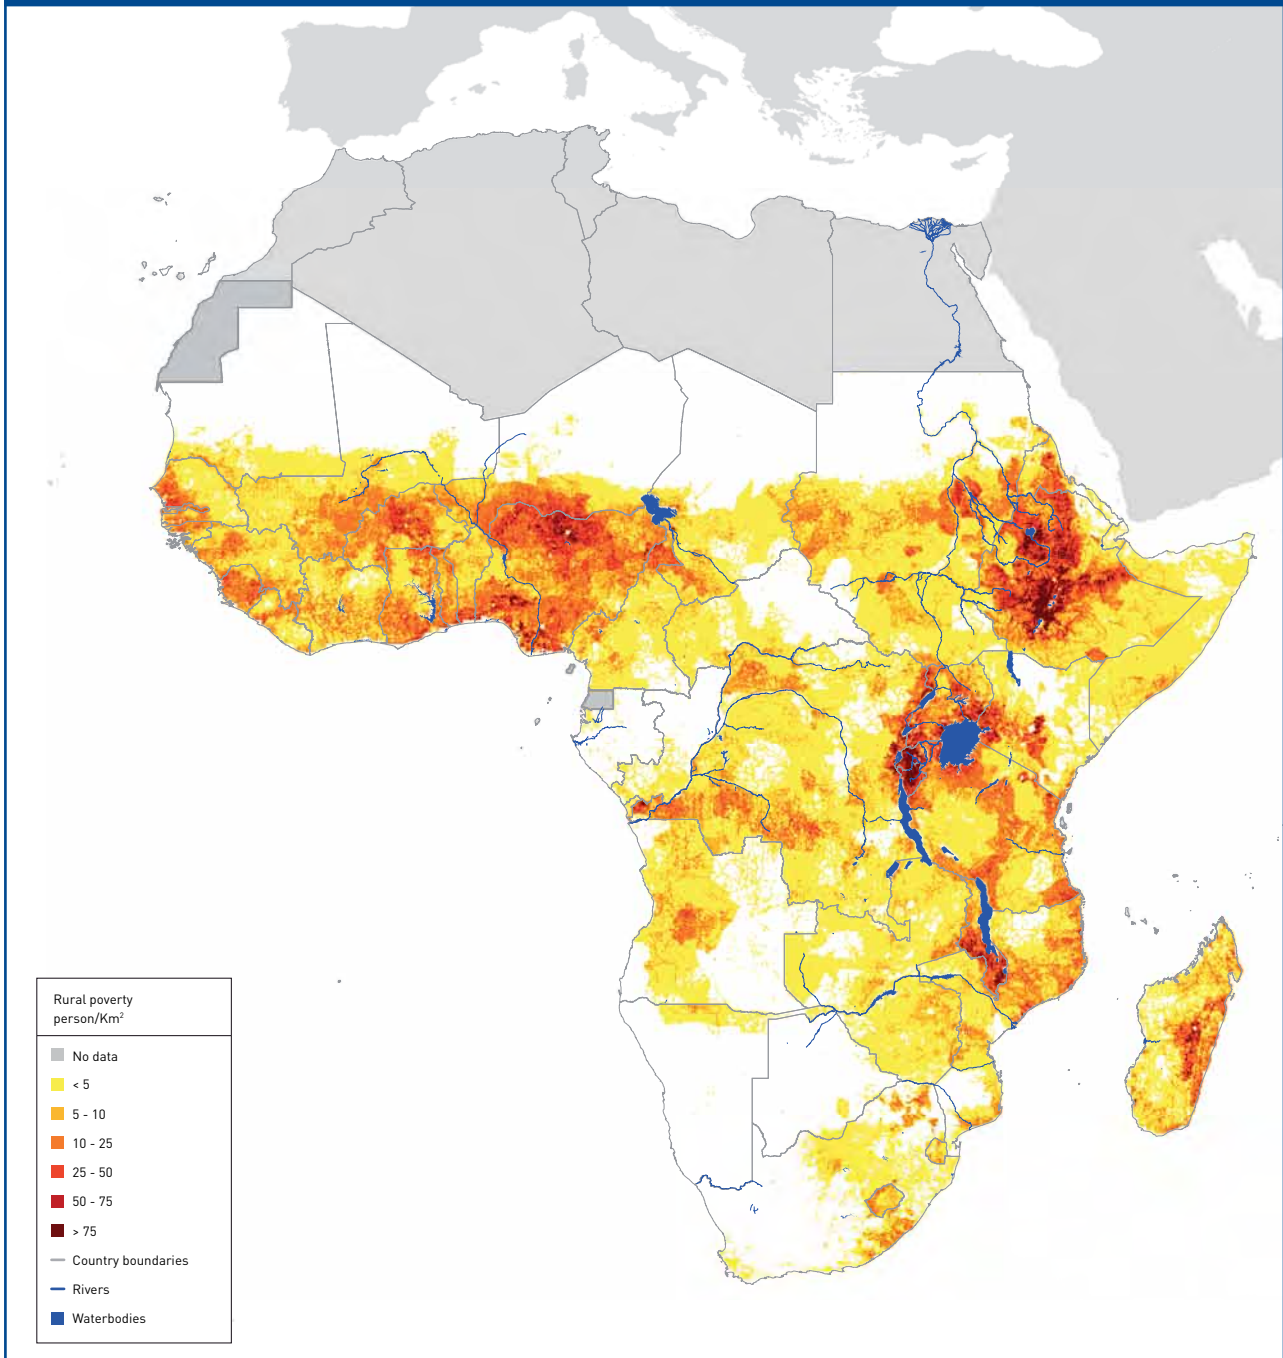 Rural poverty
person/Km²
No data
< 5
5 - 10
10 - 25
25 - 50
50 - 75
> 75
Country boundaries
Rivers
Waterbodies